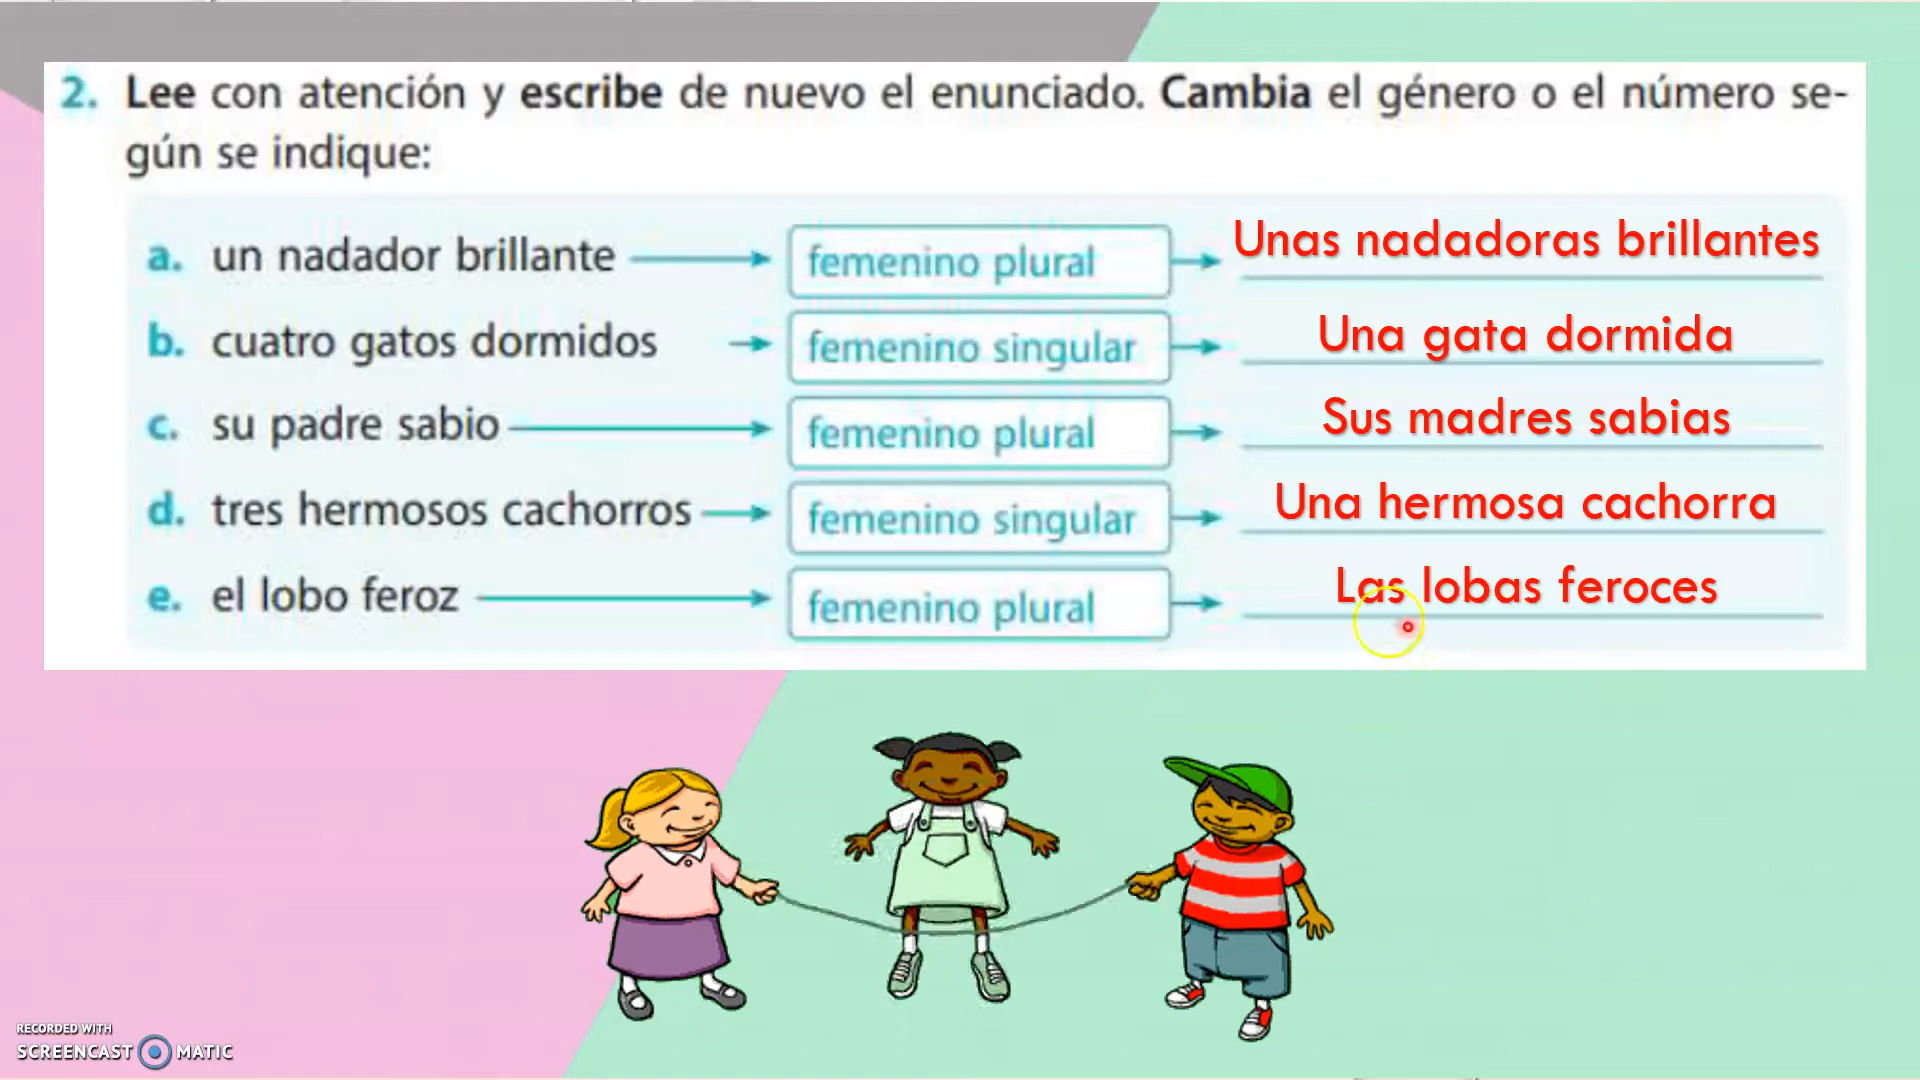 2. Lee con atención y escribe de nuevo el enunciado. Cambia el género o el número se-
gún se indique:
a. un nadador brillante femenino plural Unas nadadoras brillantes
b. cuatro gatos dormidos femenino singular Una gata dormida
c. su padre sabio femenino plural Sus madres sabias
d. tres hermosos cachorros femenino singular Una hermosa cachorra
e. el lobo feroz femenino plural Las lobas feroces
RECORDED WITH
SCREENCAST MATIC